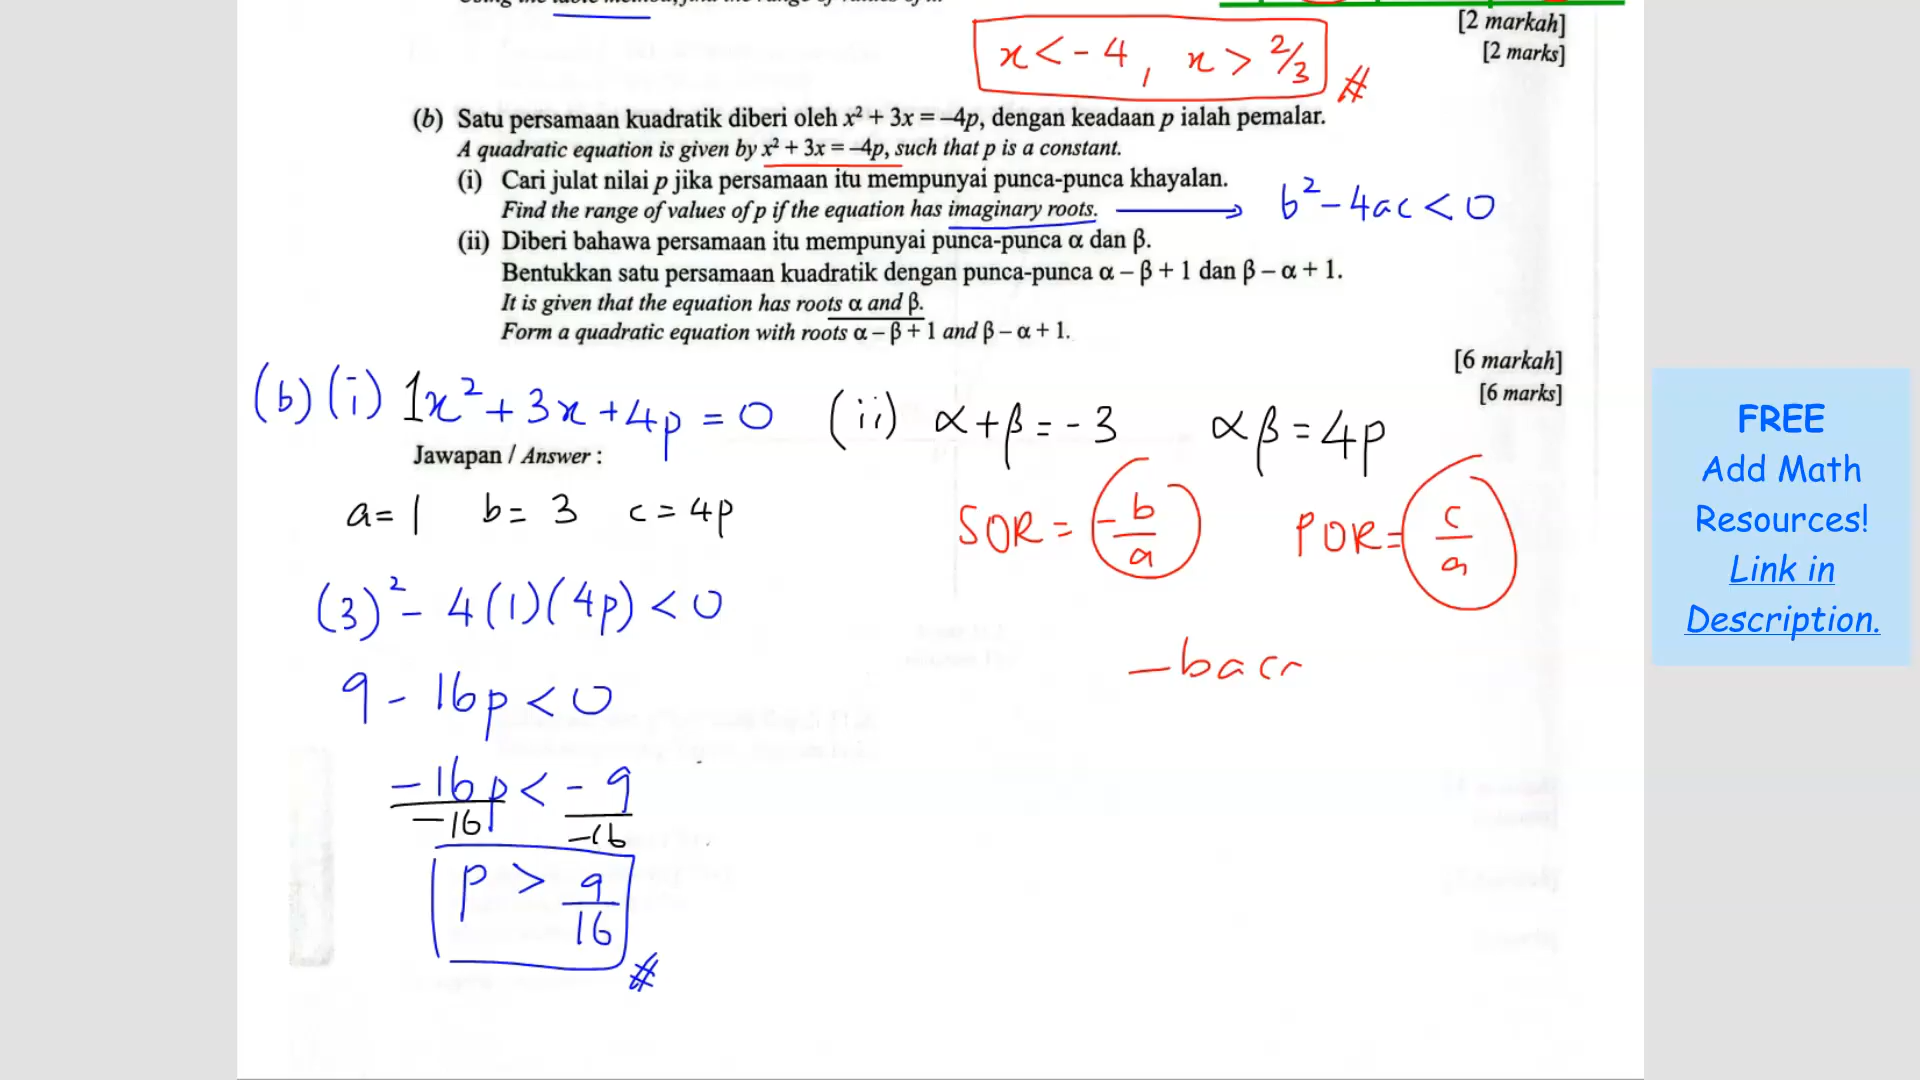 [2 markah]
[2 marks]
x < - 4 , x > 2/3 #
(b) Satu persamaan kuadratik diberi oleh x² + 3x = –4p, dengan keadaan p ialah pemalar.
A quadratic equation is given by x² + 3x = –4p, such that p is a constant.
(i) Cari julat nilai p jika persamaan itu mempunyai punca-punca khayalan.
Find the range of values of p if the equation has imaginary roots. → b² - 4ac < 0
(ii) Diberi bahawa persamaan itu mempunyai punca-punca α dan β.
Bentukkan satu persamaan kuadratik dengan punca-punca α – β + 1 dan β – α + 1.
It is given that the equation has roots α and β.
Form a quadratic equation with roots α – β + 1 and β – α + 1.
[6 markah]
[6 marks]
(b) (i) 1x² + 3x + 4p = 0
Jawapan / Answer :
a = 1 b = 3 c = 4p
(3)² - 4(1)(4p) < 0
9 - 16p < 0
-16p < -9
-16 -16
p > 9/16 #
(ii) α + β = -3 αβ = 4p
SOR = -b/a POR = c/a
-bacr
FREE
Add Math
Resources!
Link in
Description.